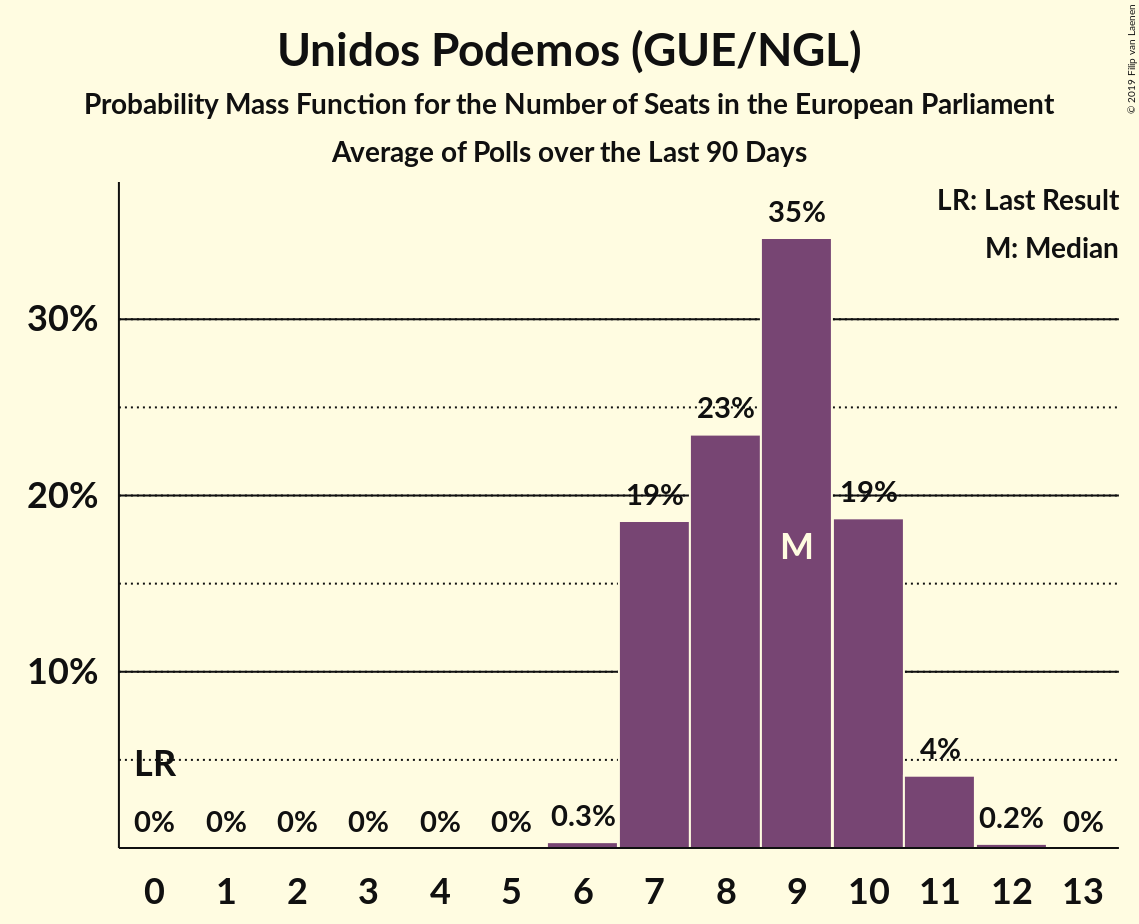 Unidos Podemos (GUE/NGL)
Probability Mass Function for the Number of Seats in the European Parliament
Average of Polls over the Last 90 Days
© 2019 Filip van Laenen
LR: Last Result
M: Median
35%
30%
23%
20%
19%
19%
M
10%
LR
4%
0%
0%
0%
0%
0%
0%
0.3%
0.2%
0%
0 1 2 3 4 5 6 7 8 9 10 11 12 13